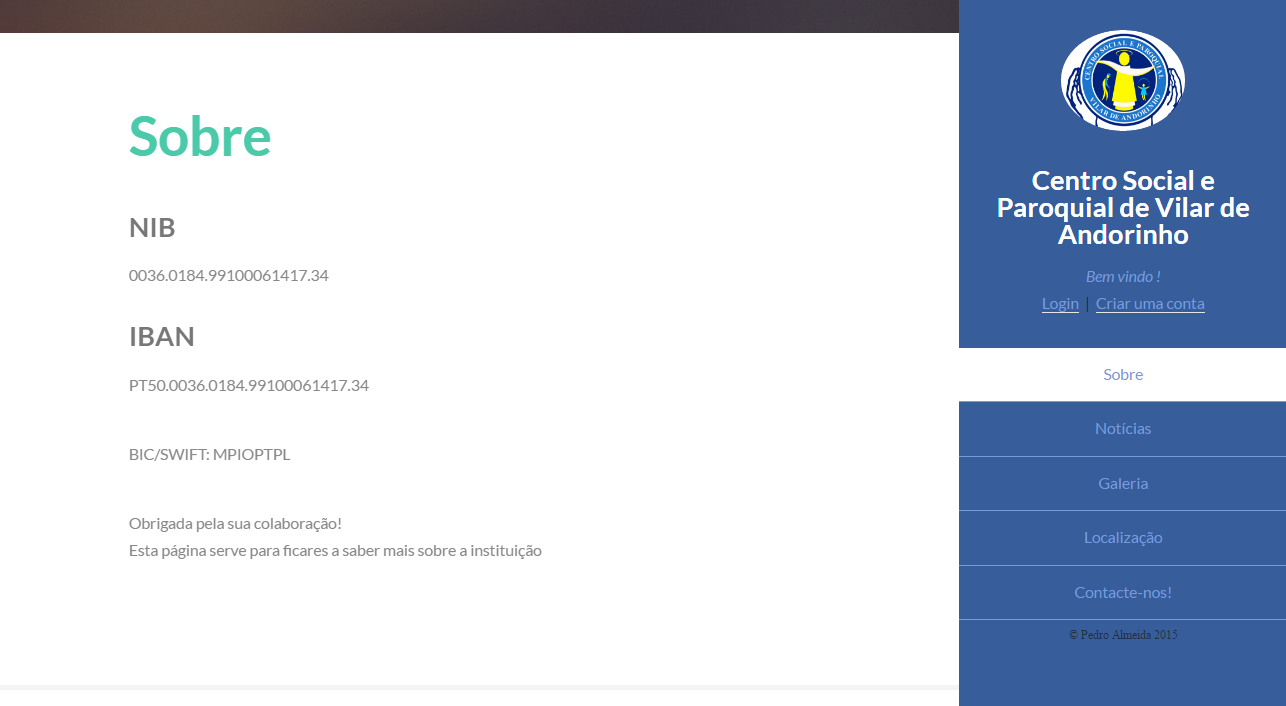 Sobre
NIB
0036.0184.99100061417.34
IBAN
PT50.0036.0184.99100061417.34
BIC/SWIFT: MPIOPTPL
Obrigada pela sua colaboração!
Esta página serve para ficares a saber mais sobre a instituição
CENTRO SOCIAL E PAROQUIAL
VILAR DE ANDORINHO
Centro Social e
Paroquial de Vilar de
Andorinho
Bem vindo !
Login | Criar uma conta
Sobre
Notícias
Galeria
Localização
Contacte-nos!
© Pedro Almeida 2015